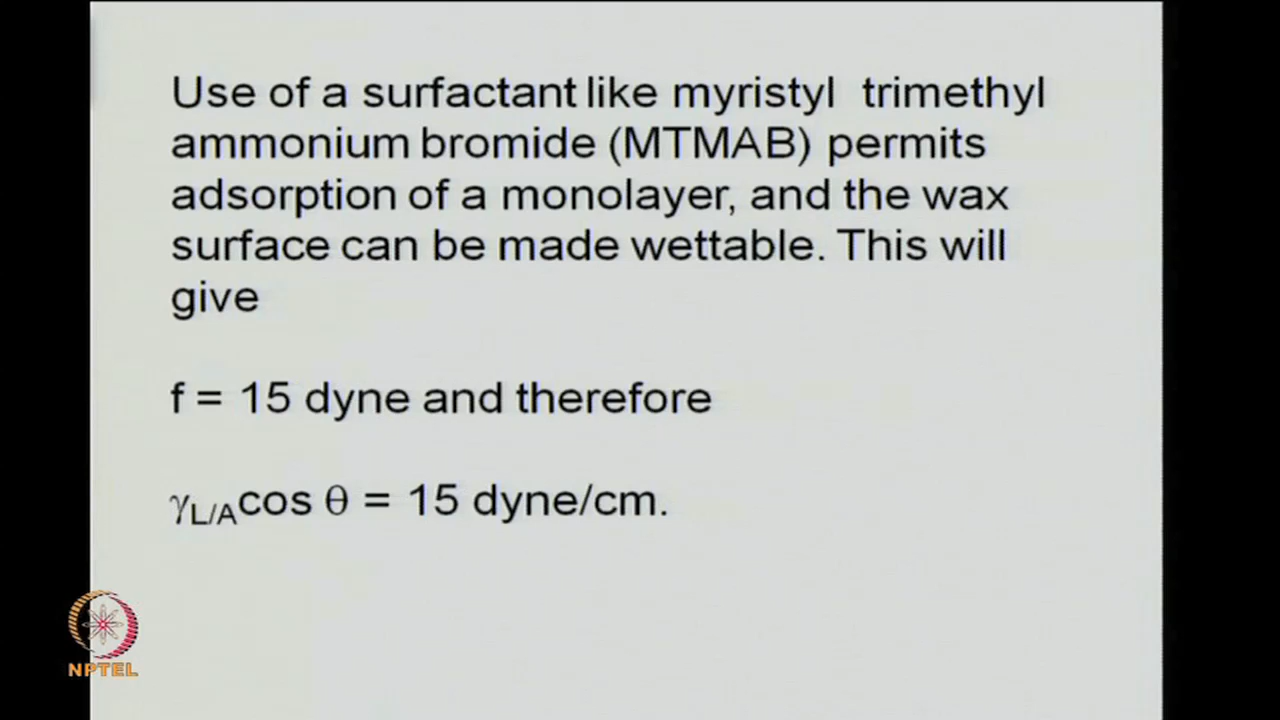 Use of a surfactant like myristyl trimethyl
ammonium bromide (MTMAB) permits
adsorption of a monolayer, and the wax
surface can be made wettable. This will
give
f = 15 dyne and therefore
γL/Acos θ = 15 dyne/cm.
NPTEL